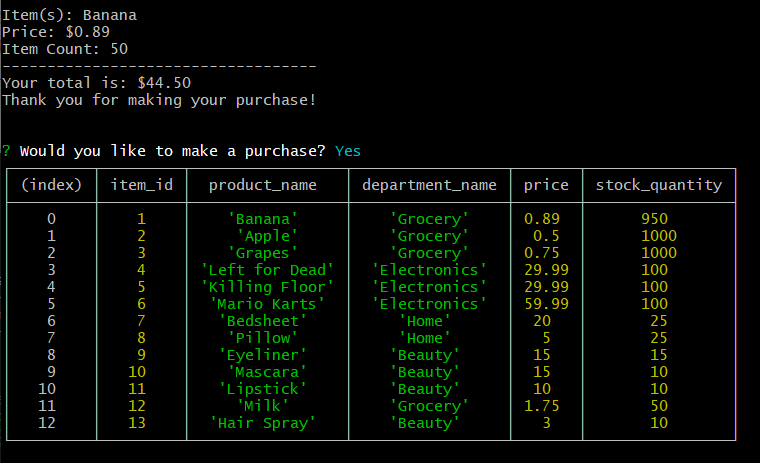 Item(s): Banana
Price: $0.89
Item Count: 50
-----------------------------------
Your total is: $44.50
Thank you for making your purchase!
? Would you like to make a purchase? Yes
(index) item_id product_name department_name price stock_quantity
0 1 'Banana' 'Grocery' 0.89 950
1 2 'Apple' 'Grocery' 0.5 1000
2 3 'Grapes' 'Grocery' 0.75 1000
3 4 'Left for Dead' 'Electronics' 29.99 100
4 5 'Killing Floor' 'Electronics' 29.99 100
5 6 'Mario Karts' 'Electronics' 59.99 100
6 7 'Bedsheet' 'Home' 20 25
7 8 'Pillow' 'Home' 5 25
8 9 'Eyeliner' 'Beauty' 15 15
9 10 'Mascara' 'Beauty' 15 10
10 11 'Lipstick' 'Beauty' 10 10
11 12 'Milk' 'Grocery' 1.75 50
12 13 'Hair Spray' 'Beauty' 3 10